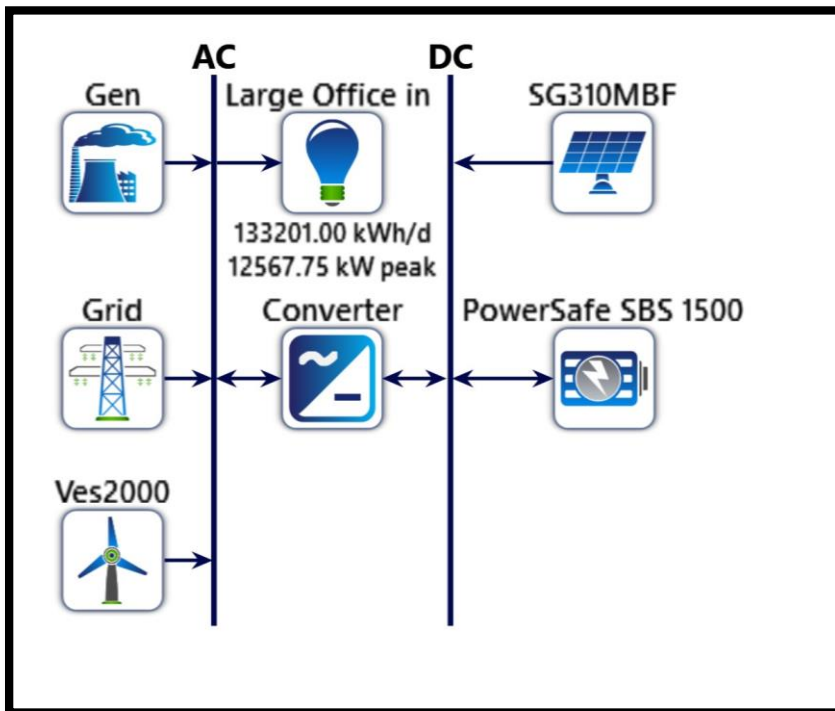 AC
DC
Gen
Large Office in
SG310MBF
133201.00 kWh/d
12567.75 kW peak
Grid
Converter
PowerSafe SBS 1500
Ves2000